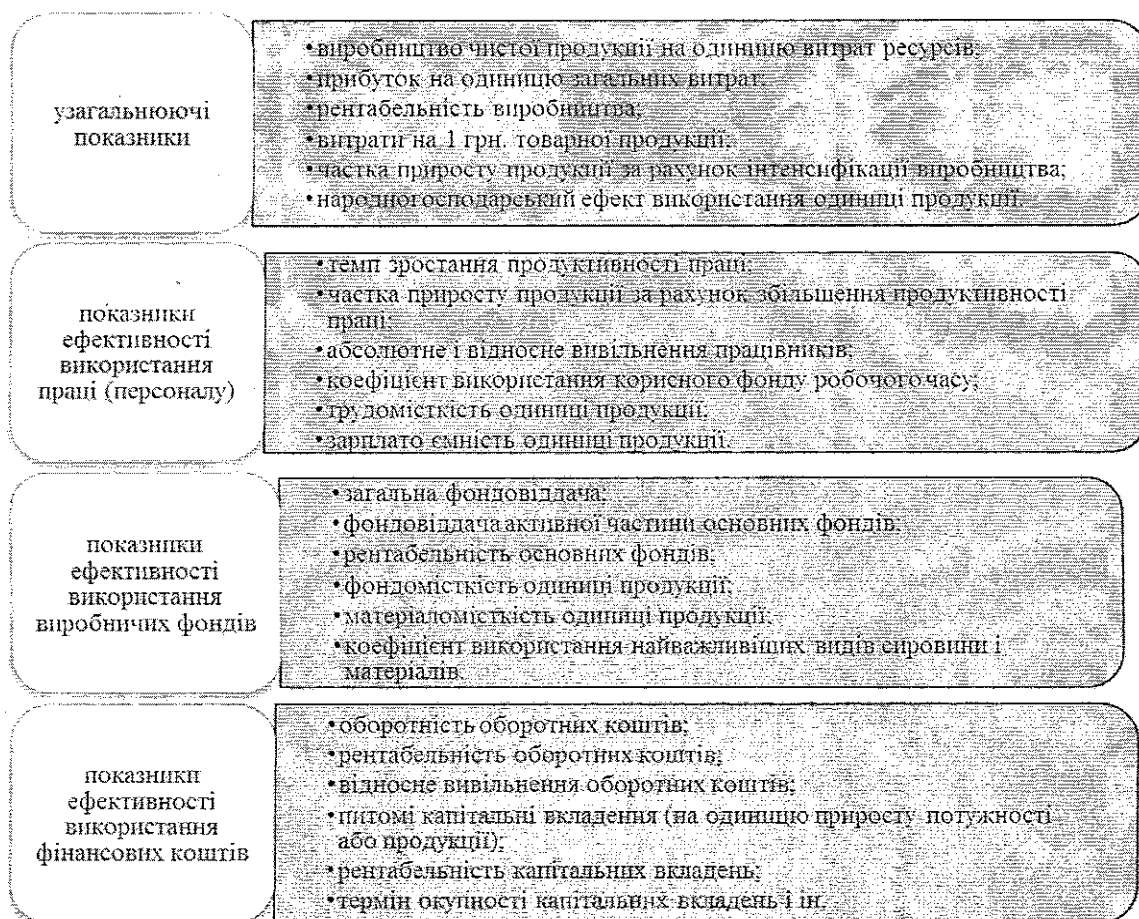 узагальнюючі
показники
•виробництво чистої продукції на одиницю витрат ресурсів;
•прибуток на одиницю загальних витрат;
•рентабельність виробництва;
•витрати на 1 грн. товарної продукції;
•частка приросту продукції за рахунок інтенсифікації виробництва;
•народногосподарський ефект використання одиниці продукції.
показники
ефективності
використання
праці (персоналу)
•темп зростання продуктивності праці;
•частка приросту продукції за рахунок збільшення продуктивності
праці;
•абсолютне і відносне вивільнення працівників;
•коефіцієнт використання корисного фонду робочого часу;
•трудомісткість одиниці продукції;
•зарплато ємність одиниці продукції.
показники
ефективності
використання
виробничих фондів
•загальна фондовіддача;
•фондовіддача активної частини основних фондів;
•рентабельність основних фондів;
•фондомісткість одиниці продукції;
•матеріаломісткість одиниці продукції;
•коефіцієнт використання найважливіших видів сировини і
матеріалів.
показники
ефективності
використання
фінансових коштів
•оборотність оборотних коштів;
•рентабельність оборотних коштів;
•відносне вивільнення оборотних коштів;
•питомі капітальні вкладення (на одиницю приросту потужності
або продукції);
•рентабельність капітальних вкладень;
•термін окупності капітальних вкладень і ін.